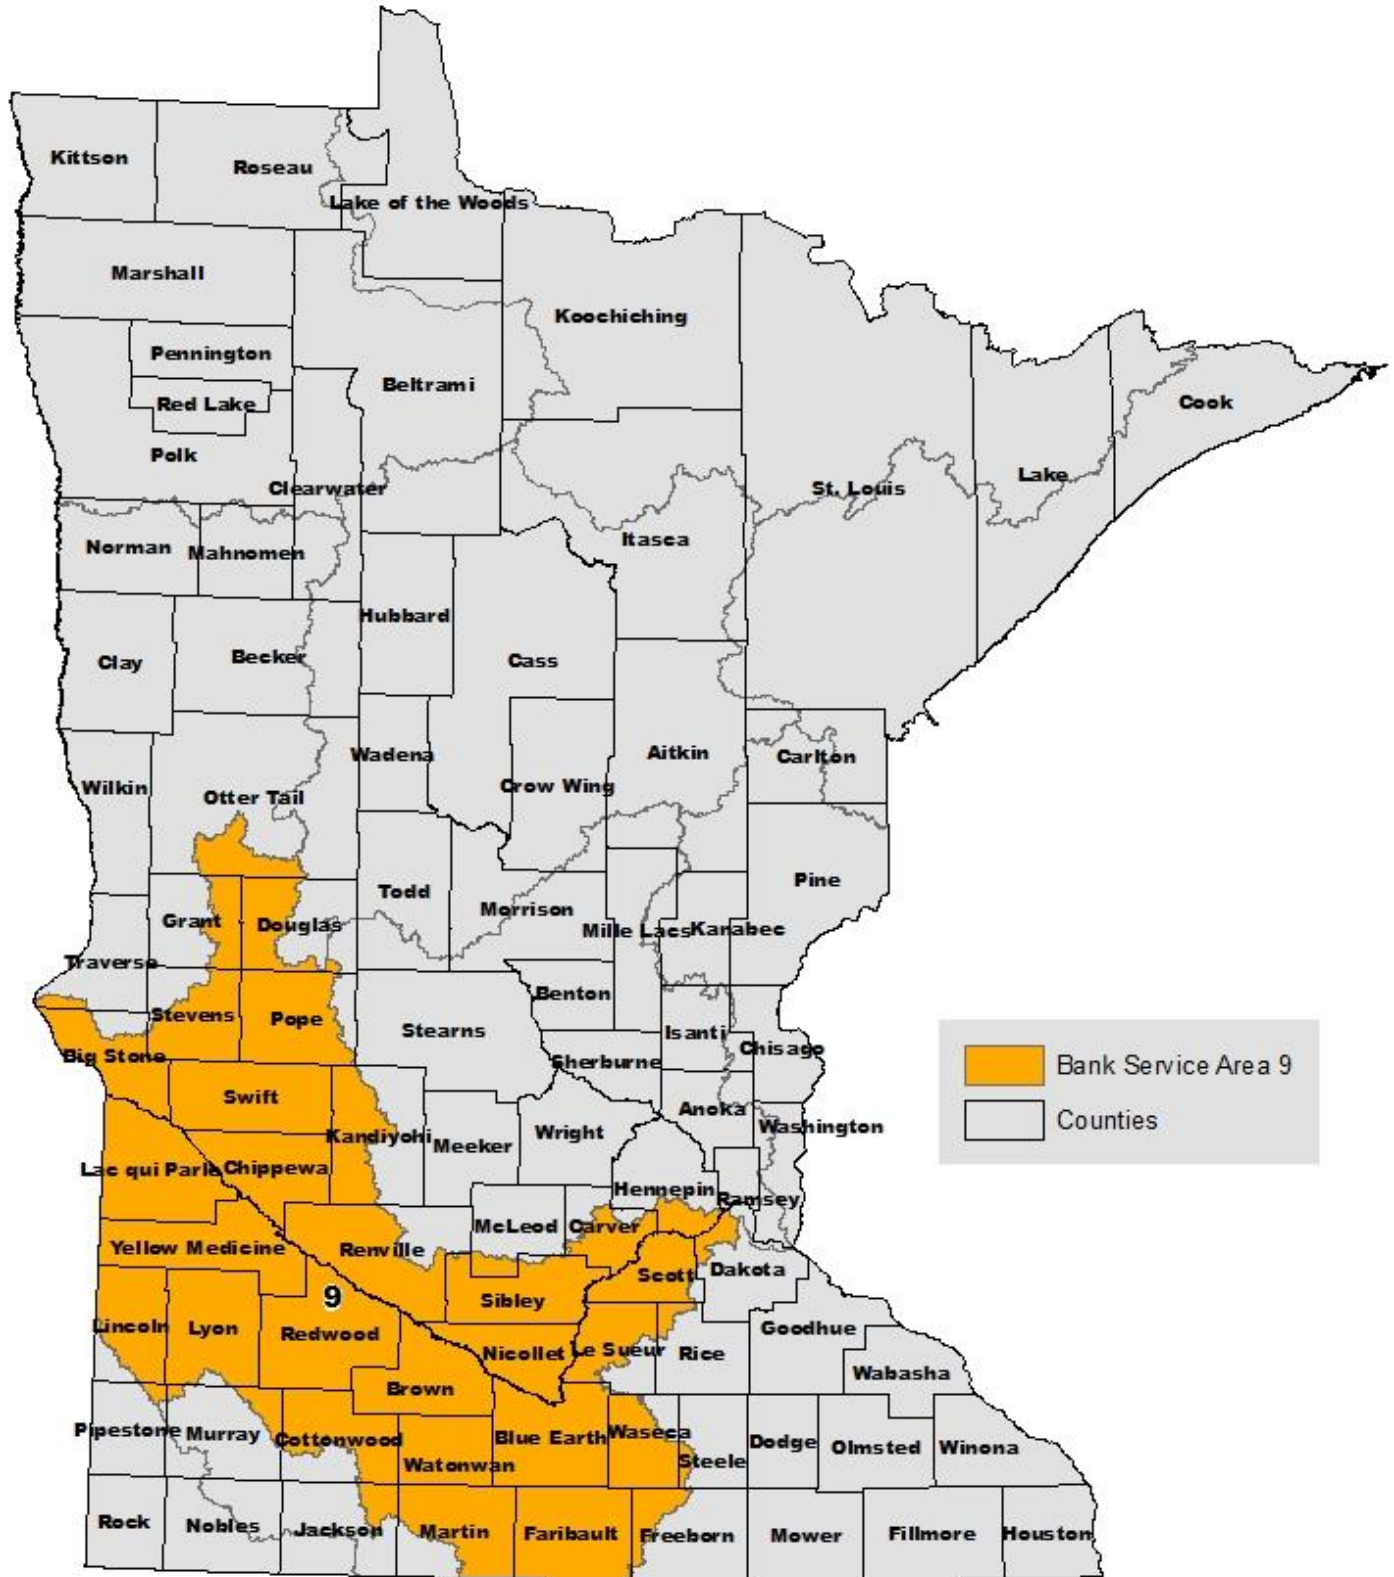 Kittson
Roseau
Lake of the Woods
Marshall
Koochiching
Pennington
Beltrami
Red Lake
Cook
Polk
Lake
Clearwater
St. Louis
Itasca
Norman
Mahnomen
Hubbard
Clay
Becker
Cass
Wadena
Aitkin
Carlton
Wilkin
Crow Wing
Otter Tail
Todd
Pine
Morrison
Grant
Douglas
Mille Lacs
Kanabec
Traverse
Benton
Stevens
Pope
Stearns
Isanti
Chisago
Big Stone
Sherburne
Bank Service Area 9
Swift
Anoka
Counties
Kandiyohi
Meeker
Wright
Washington
Lac qui Parle
Chippewa
Hennepin
Ramsey
McLeod
Carver
Yellow Medicine
Renville
Scott
Dakota
9
Sibley
Lincoln
Lyon
Redwood
Goodhue
Nicollet
Le Sueur
Rice
Wabasha
Brown
Pipestone
Murray
Cottonwood
Blue Earth
Waseca
Dodge
Olmsted
Winona
Watonwan
Steele
Rock
Nobles
Jackson
Martin
Faribault
Freeborn
Mower
Fillmore
Houston